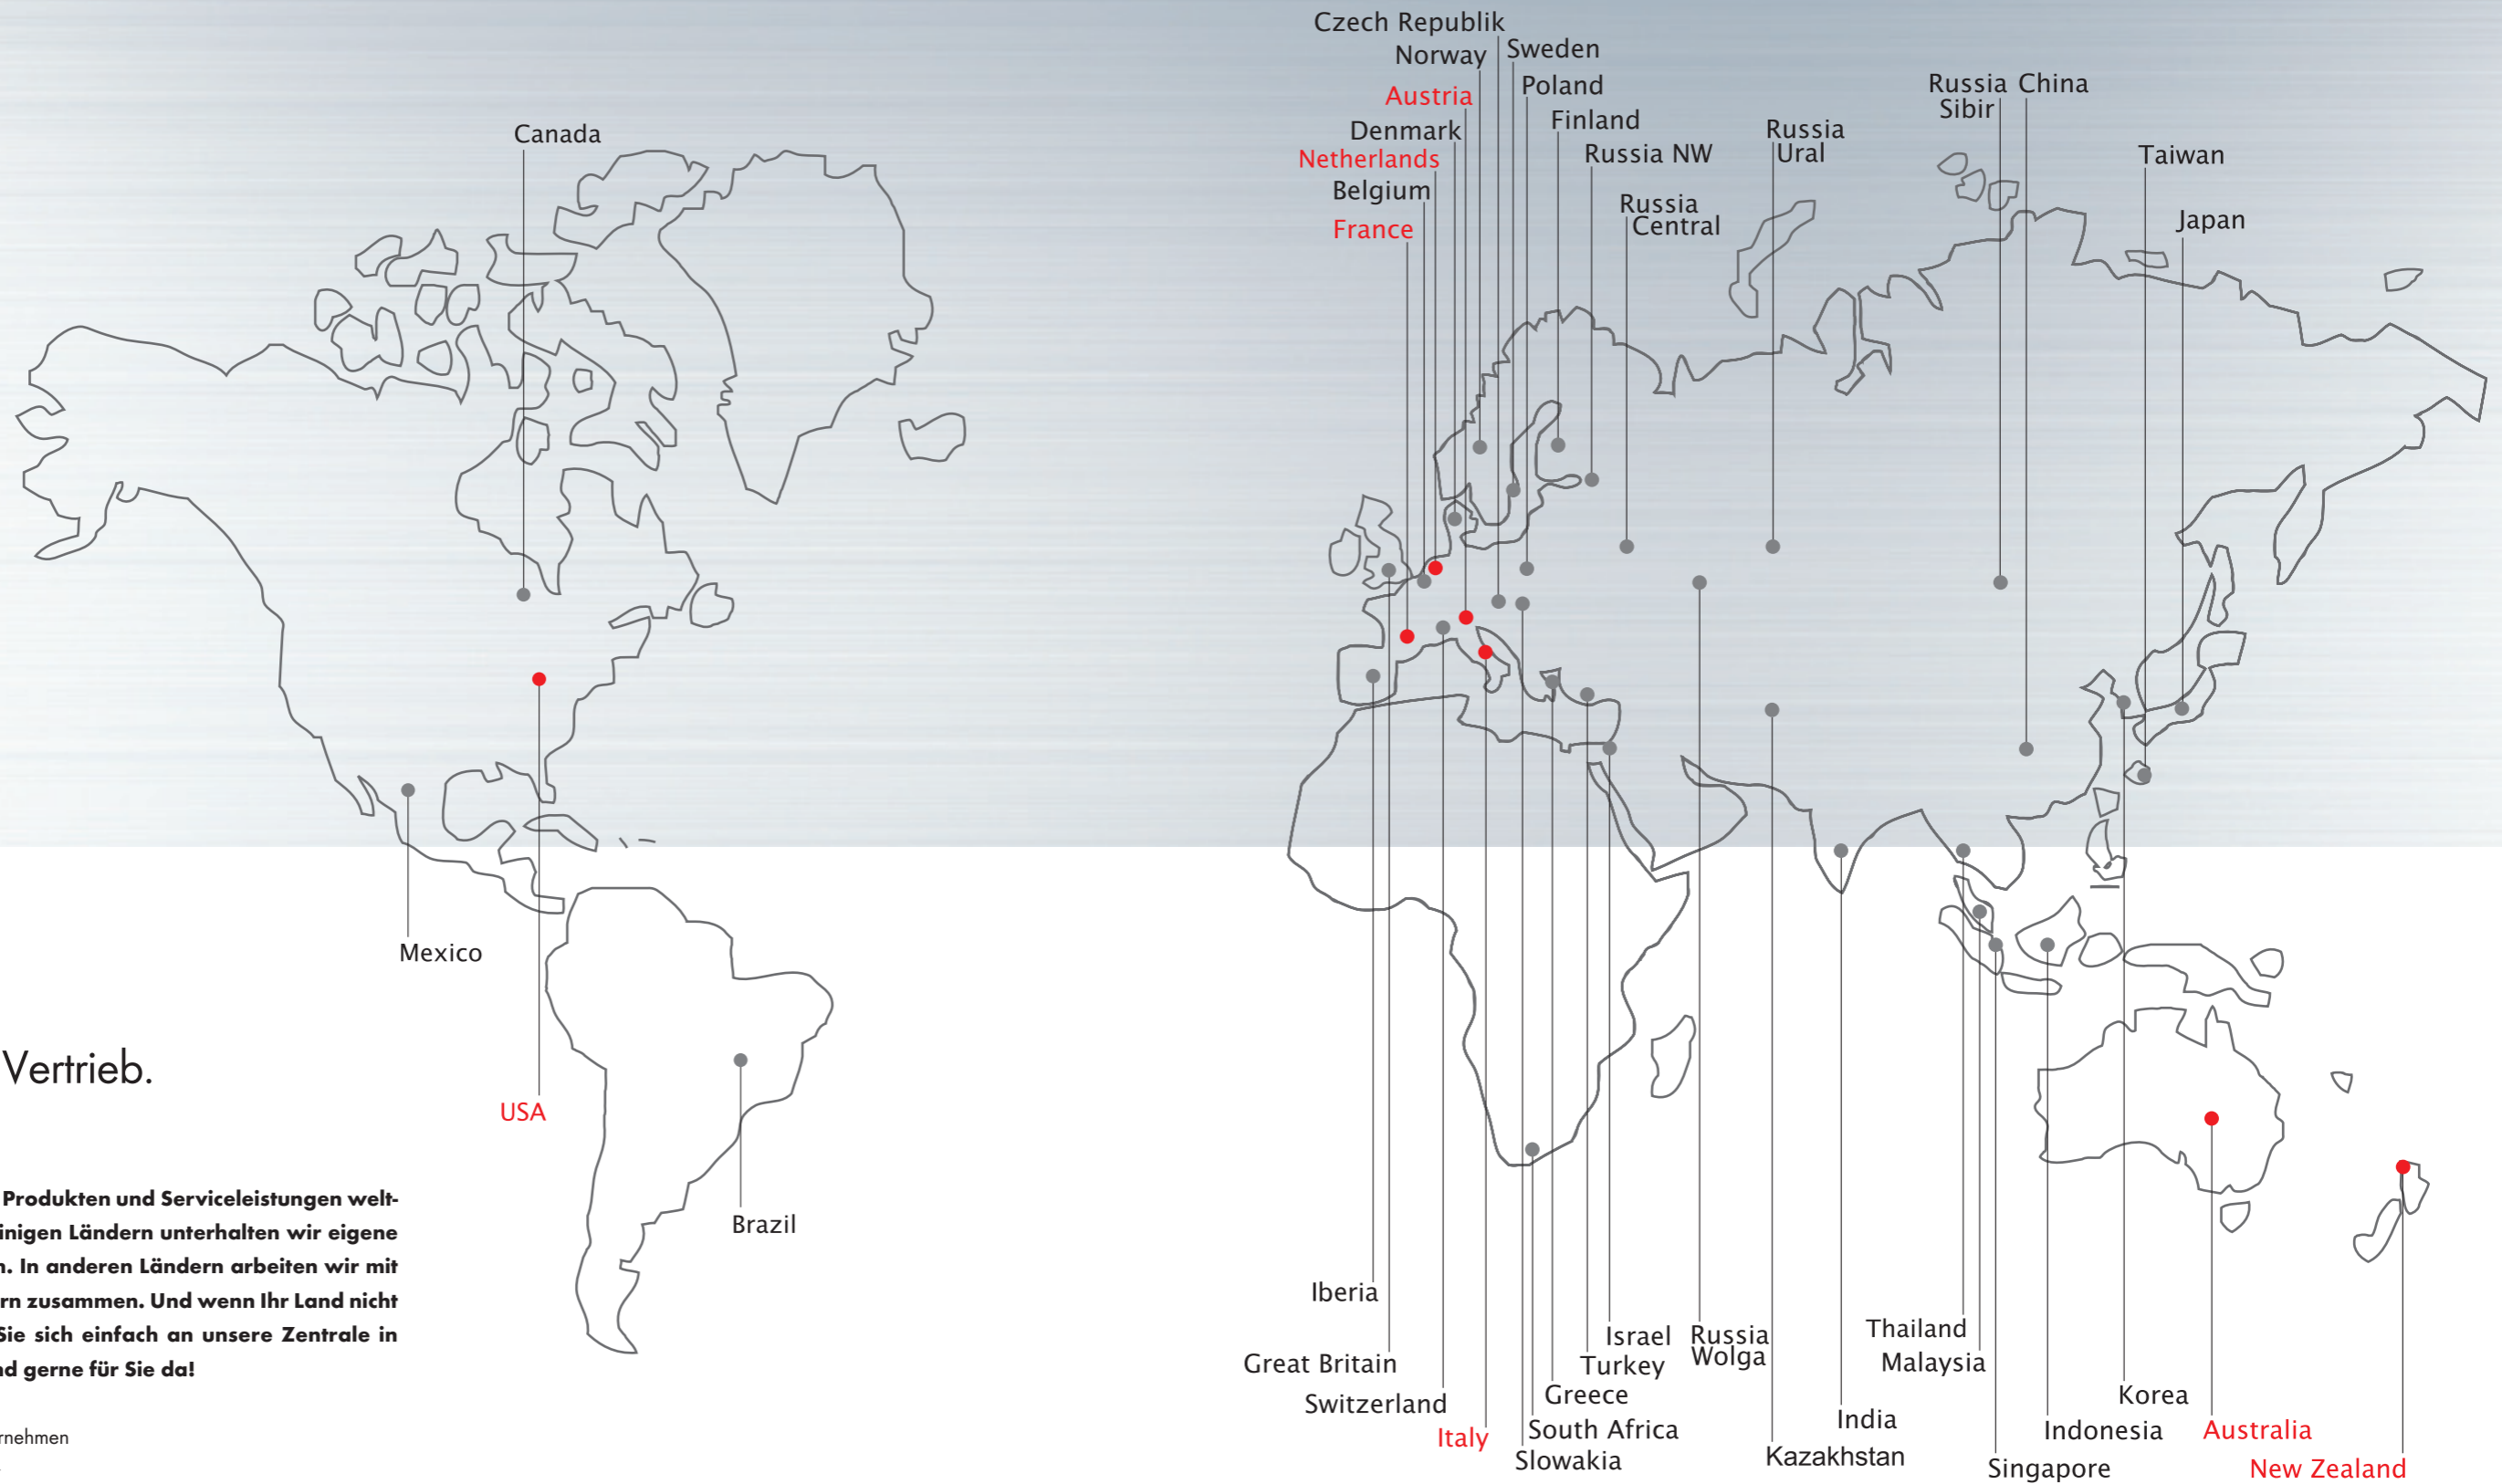 Czech Republik
Norway
Sweden
Austria
Poland
Denmark
Finland
Netherlands
Russia NW
Belgium
France
Russia
Central
Russia
Ural
Russia
Sibir
China
Taiwan
Japan
Canada
Mexico
USA
Brazil
Vertrieb.
Produkten und Serviceleistungen welt-
inigen Ländern unterhalten wir eigene
n. In anderen Ländern arbeiten wir mit
rn zusammen. Und wenn Ihr Land nicht
Sie sich einfach an unsere Zentrale in
nd gerne für Sie da!
rnehmen
Iberia
Great Britain
Switzerland
Italy
Israel
Turkey
Greece
South Africa
Slowakia
Russia
Wolga
Kazakhstan
India
Thailand
Malaysia
Singapore
Indonesia
Korea
Australia
New Zealand